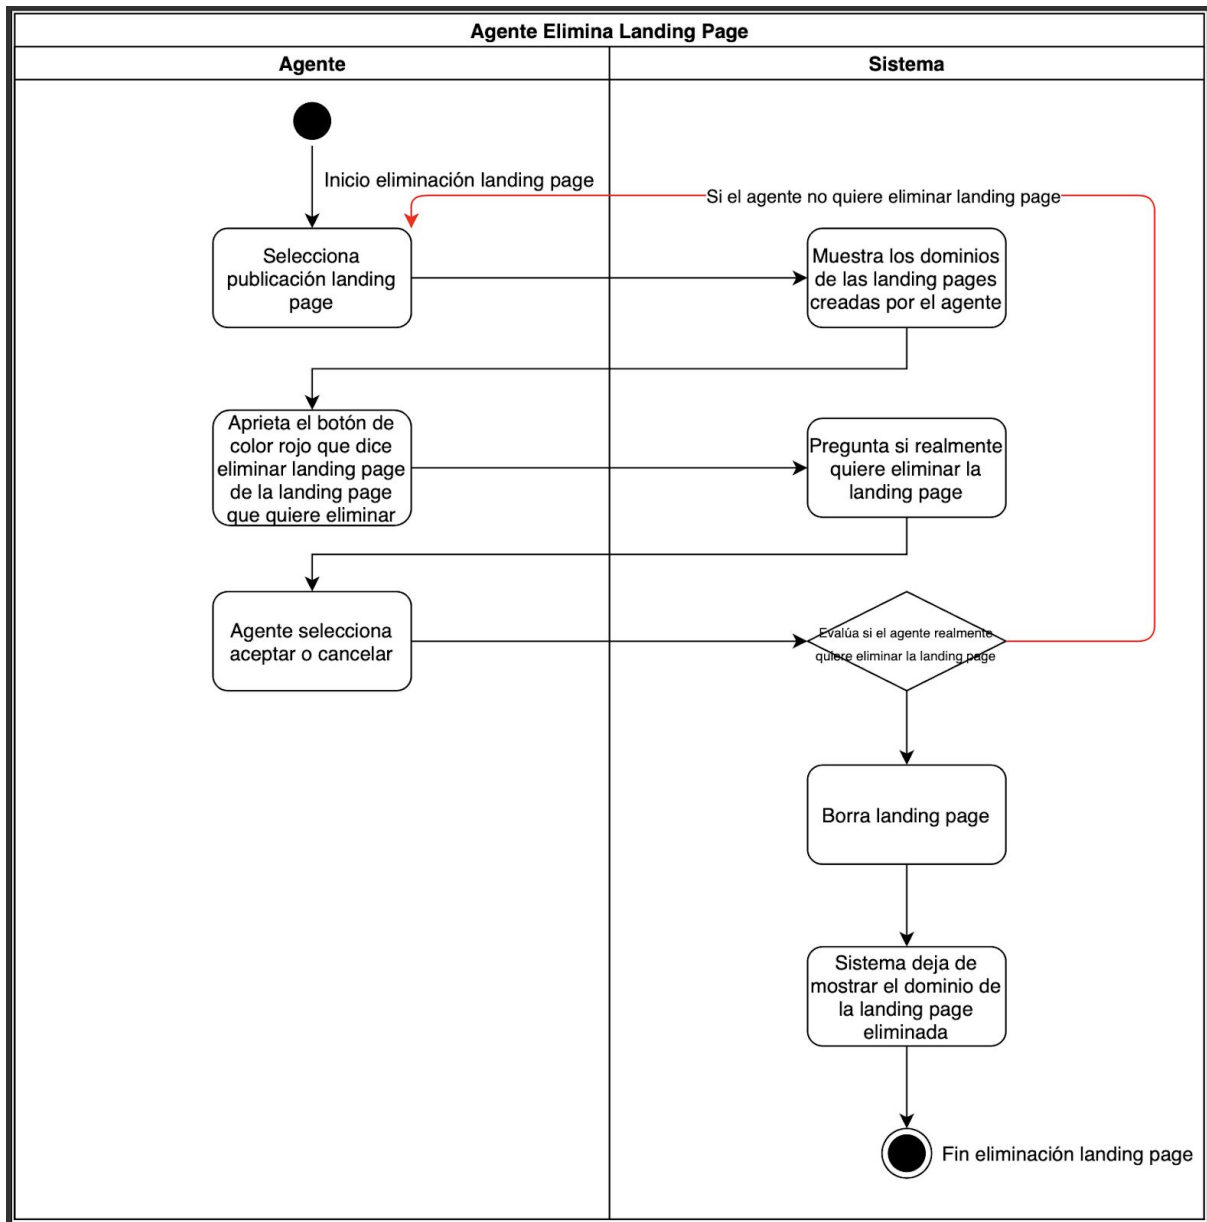 Agente Elimina Landing Page
Agente
Sistema
Inicio eliminación landing page
Si el agente no quiere eliminar landing page
Selecciona
publicación landing
page
Muestra los dominios
de las landing pages
creadas por el agente
Aprieta el botón de
color rojo que dice
eliminar landing page
de la landing page
que quiere eliminar
Pregunta si realmente
quiere eliminar la
landing page
Agente selecciona
aceptar o cancelar
Evalúa si el agente realmente
quiere eliminar la landing page
Borra landing page
Sistema deja de
mostrar el dominio de
la landing page
eliminada
Fin eliminación landing page